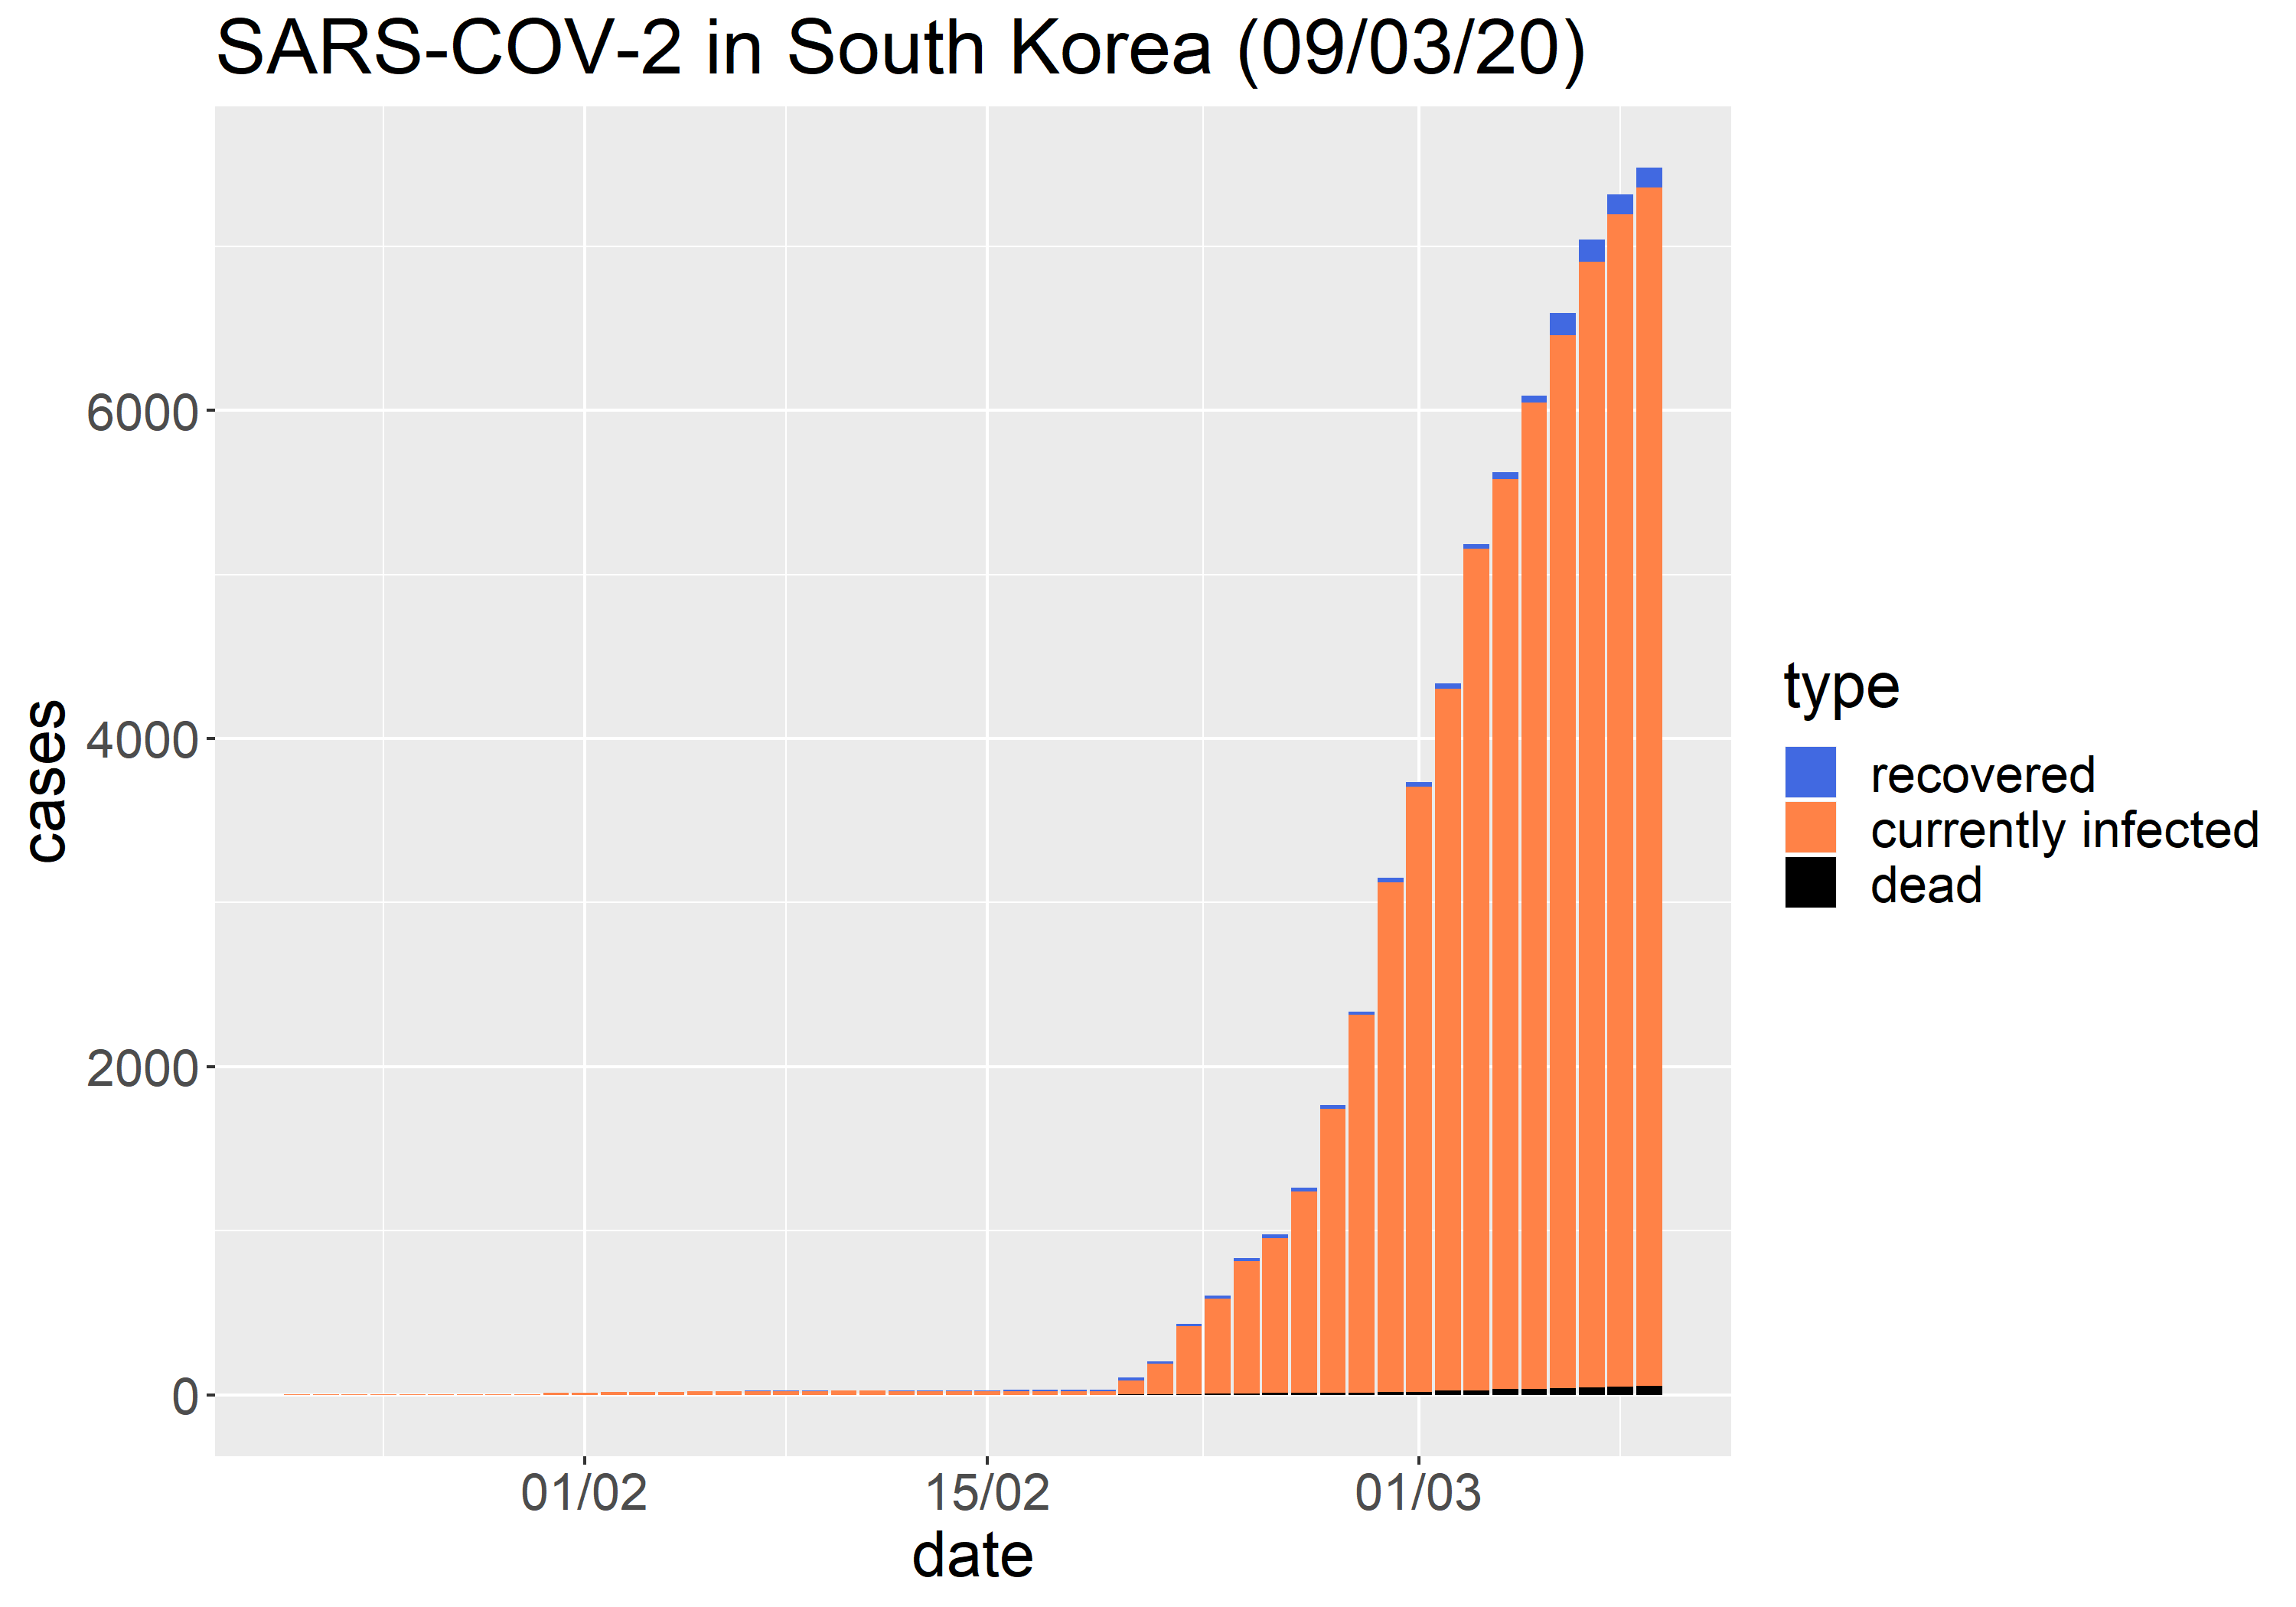 SARS-COV-2 in South Korea (09/03/20)
cases
6000
4000
2000
0
01/02 15/02 01/03
date
type
recovered
currently infected
dead